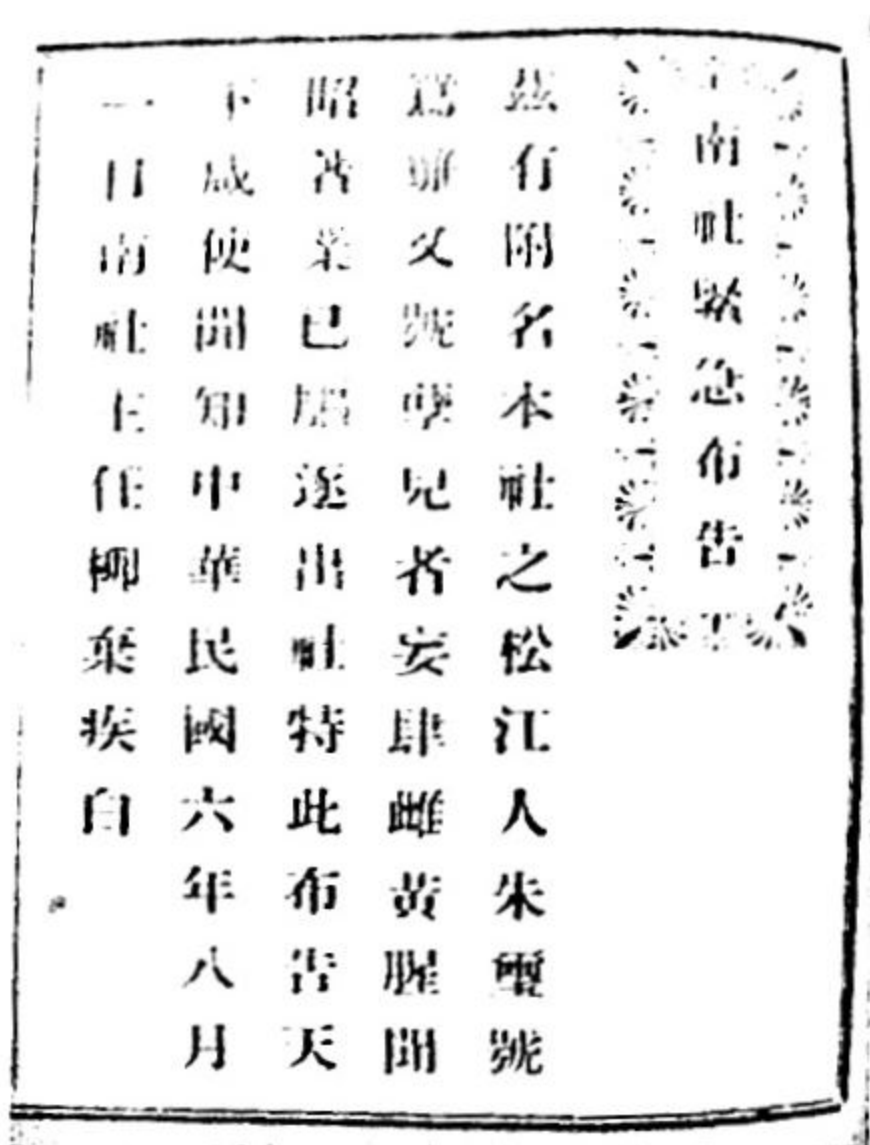 南社緊急布告
茲有附名本社之松江人朱璽號
鵷雛又號孽兒者妄肆雌黃腥聞
昭著業已驅逐出社特此布告天
下咸使聞知中華民國六年八月
一日南社主任柳棄疾白